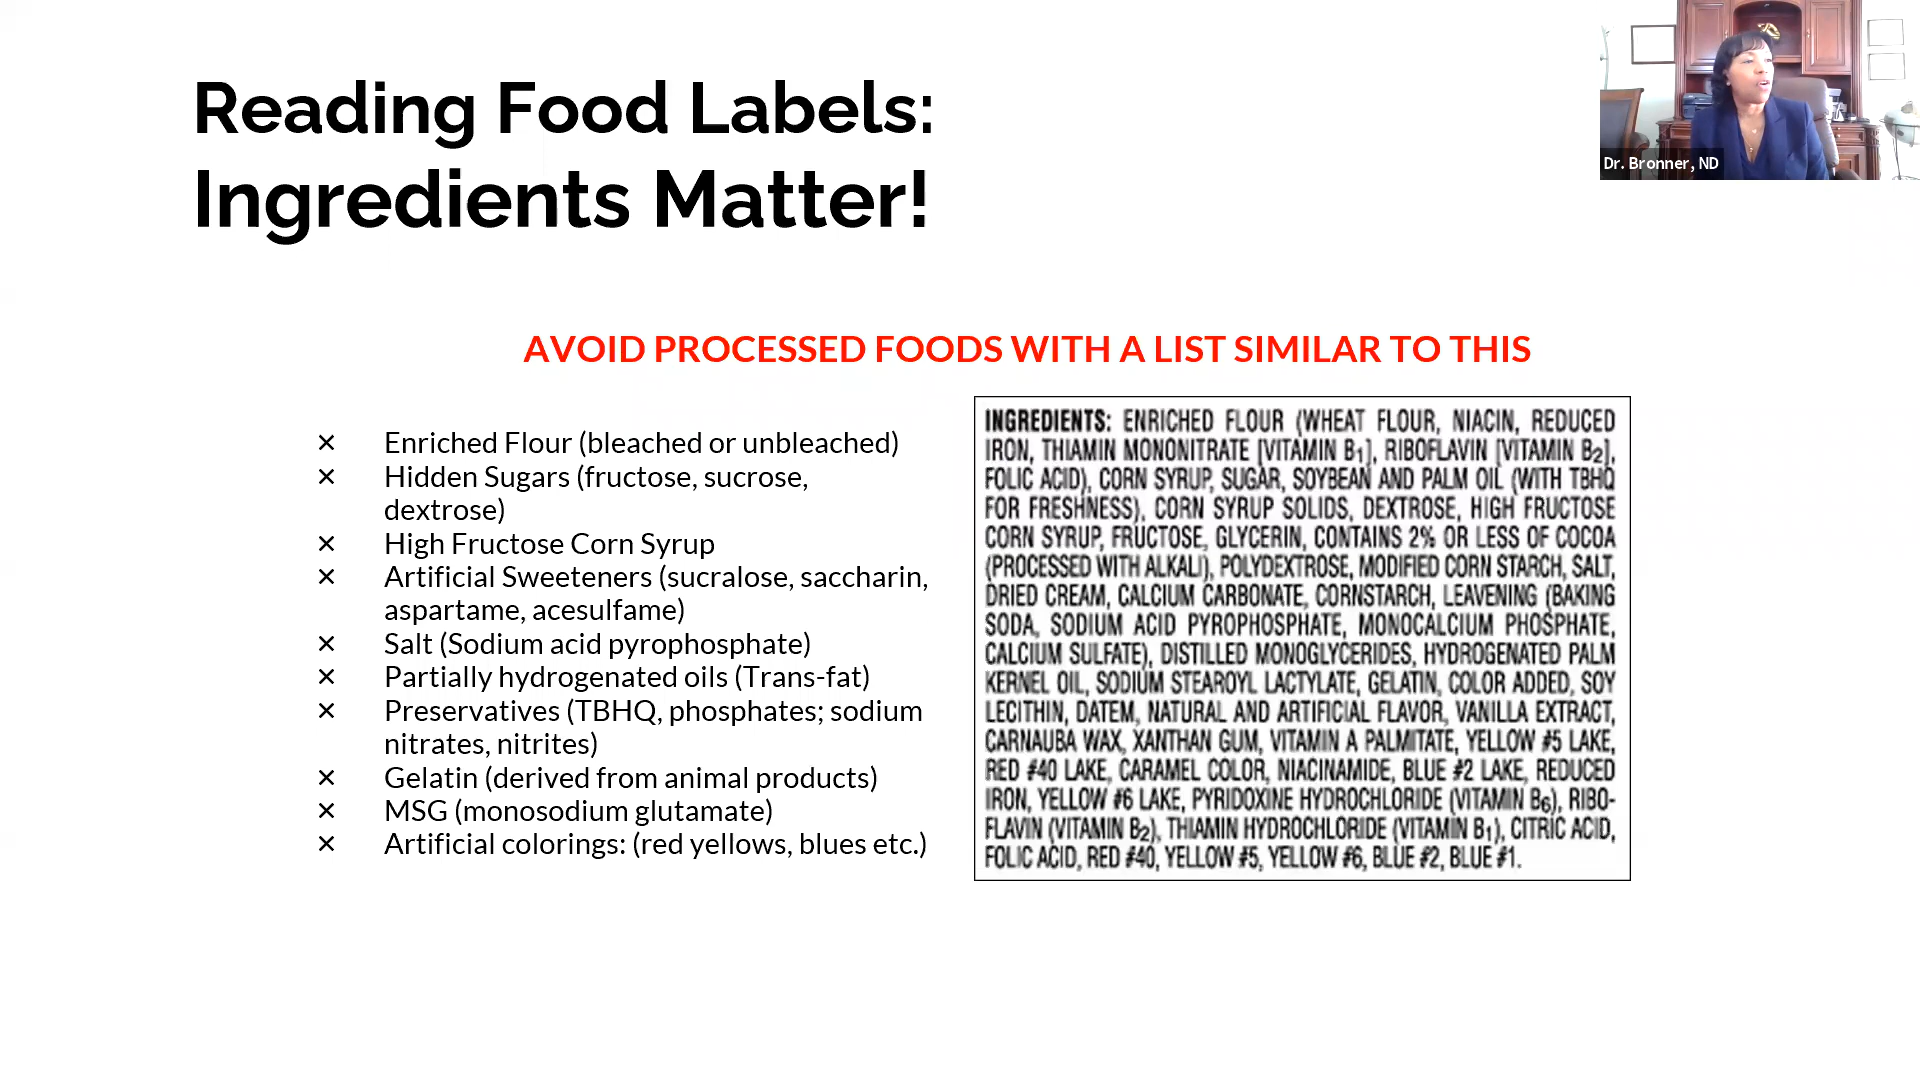 Reading Food Labels:
Ingredients Matter!
Dr. Bronner, ND
AVOID PROCESSED FOODS WITH A LIST SIMILAR TO THIS
✕ Enriched Flour (bleached or unbleached)
✕ Hidden Sugars (fructose, sucrose,
dextrose)
✕ High Fructose Corn Syrup
✕ Artificial Sweeteners (sucralose, saccharin,
aspartame, acesulfame)
✕ Salt (Sodium acid pyrophosphate)
✕ Partially hydrogenated oils (Trans-fat)
✕ Preservatives (TBHQ, phosphates; sodium
nitrates, nitrites)
✕ Gelatin (derived from animal products)
✕ MSG (monosodium glutamate)
✕ Artificial colorings: (red yellows, blues etc.)
INGREDIENTS: ENRICHED FLOUR (WHEAT FLOUR, NIACIN, REDUCED
IRON, THIAMIN MONONITRATE [VITAMIN B1], RIBOFLAVIN [VITAMIN B2],
FOLIC ACID), CORN SYRUP, SUGAR, SOYBEAN AND PALM OIL (WITH TBHQ
FOR FRESHNESS), CORN SYRUP SOLIDS, DEXTROSE, HIGH FRUCTOSE
CORN SYRUP, FRUCTOSE, GLYCERIN, CONTAINS 2% OR LESS OF COCOA
(PROCESSED WITH ALKALI), POLYDEXTROSE, MODIFIED CORN STARCH, SALT,
DRIED CREAM, CALCIUM CARBONATE, CORNSTARCH, LEAVENING (BAKING
SODA, SODIUM ACID PYROPHOSPHATE, MONOCALCIUM PHOSPHATE,
CALCIUM SULFATE), DISTILLED MONOGLYCERIDES, HYDROGENATED PALM
KERNEL OIL, SODIUM STEAROYL LACTYLATE, GELATIN, COLOR ADDED, SOY
LECITHIN, DATEM, NATURAL AND ARTIFICIAL FLAVOR, VANILLA EXTRACT,
CARNAUBA WAX, XANTHAN GUM, VITAMIN A PALMITATE, YELLOW #5 LAKE,
RED #40 LAKE, CARAMEL COLOR, NIACINAMIDE, BLUE #2 LAKE, REDUCED
IRON, YELLOW #6 LAKE, PYRIDOXINE HYDROCHLORIDE (VITAMIN B6), RIBO-
FLAVIN (VITAMIN B2), THIAMIN HYDROCHLORIDE (VITAMIN B1), CITRIC ACID,
FOLIC ACID, RED #40, YELLOW #5, YELLOW #6, BLUE #2, BLUE #1.